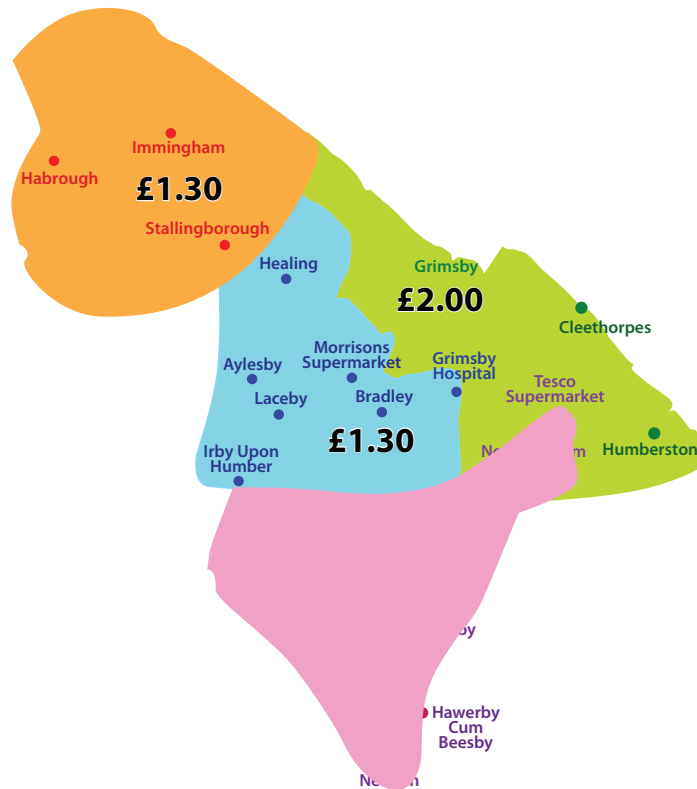 Immingham
Habrough
£1.30
Stallingborough
Healing
Grimsby
£2.00
Cleethorpes
Morrisons
Supermarket
Grimsby
Hospital
Aylesby
Tesco
Supermarket
Laceby
Bradley
£1.30
Humberston
Irby Upon
Humber
Hawerby
Cum
Beesby